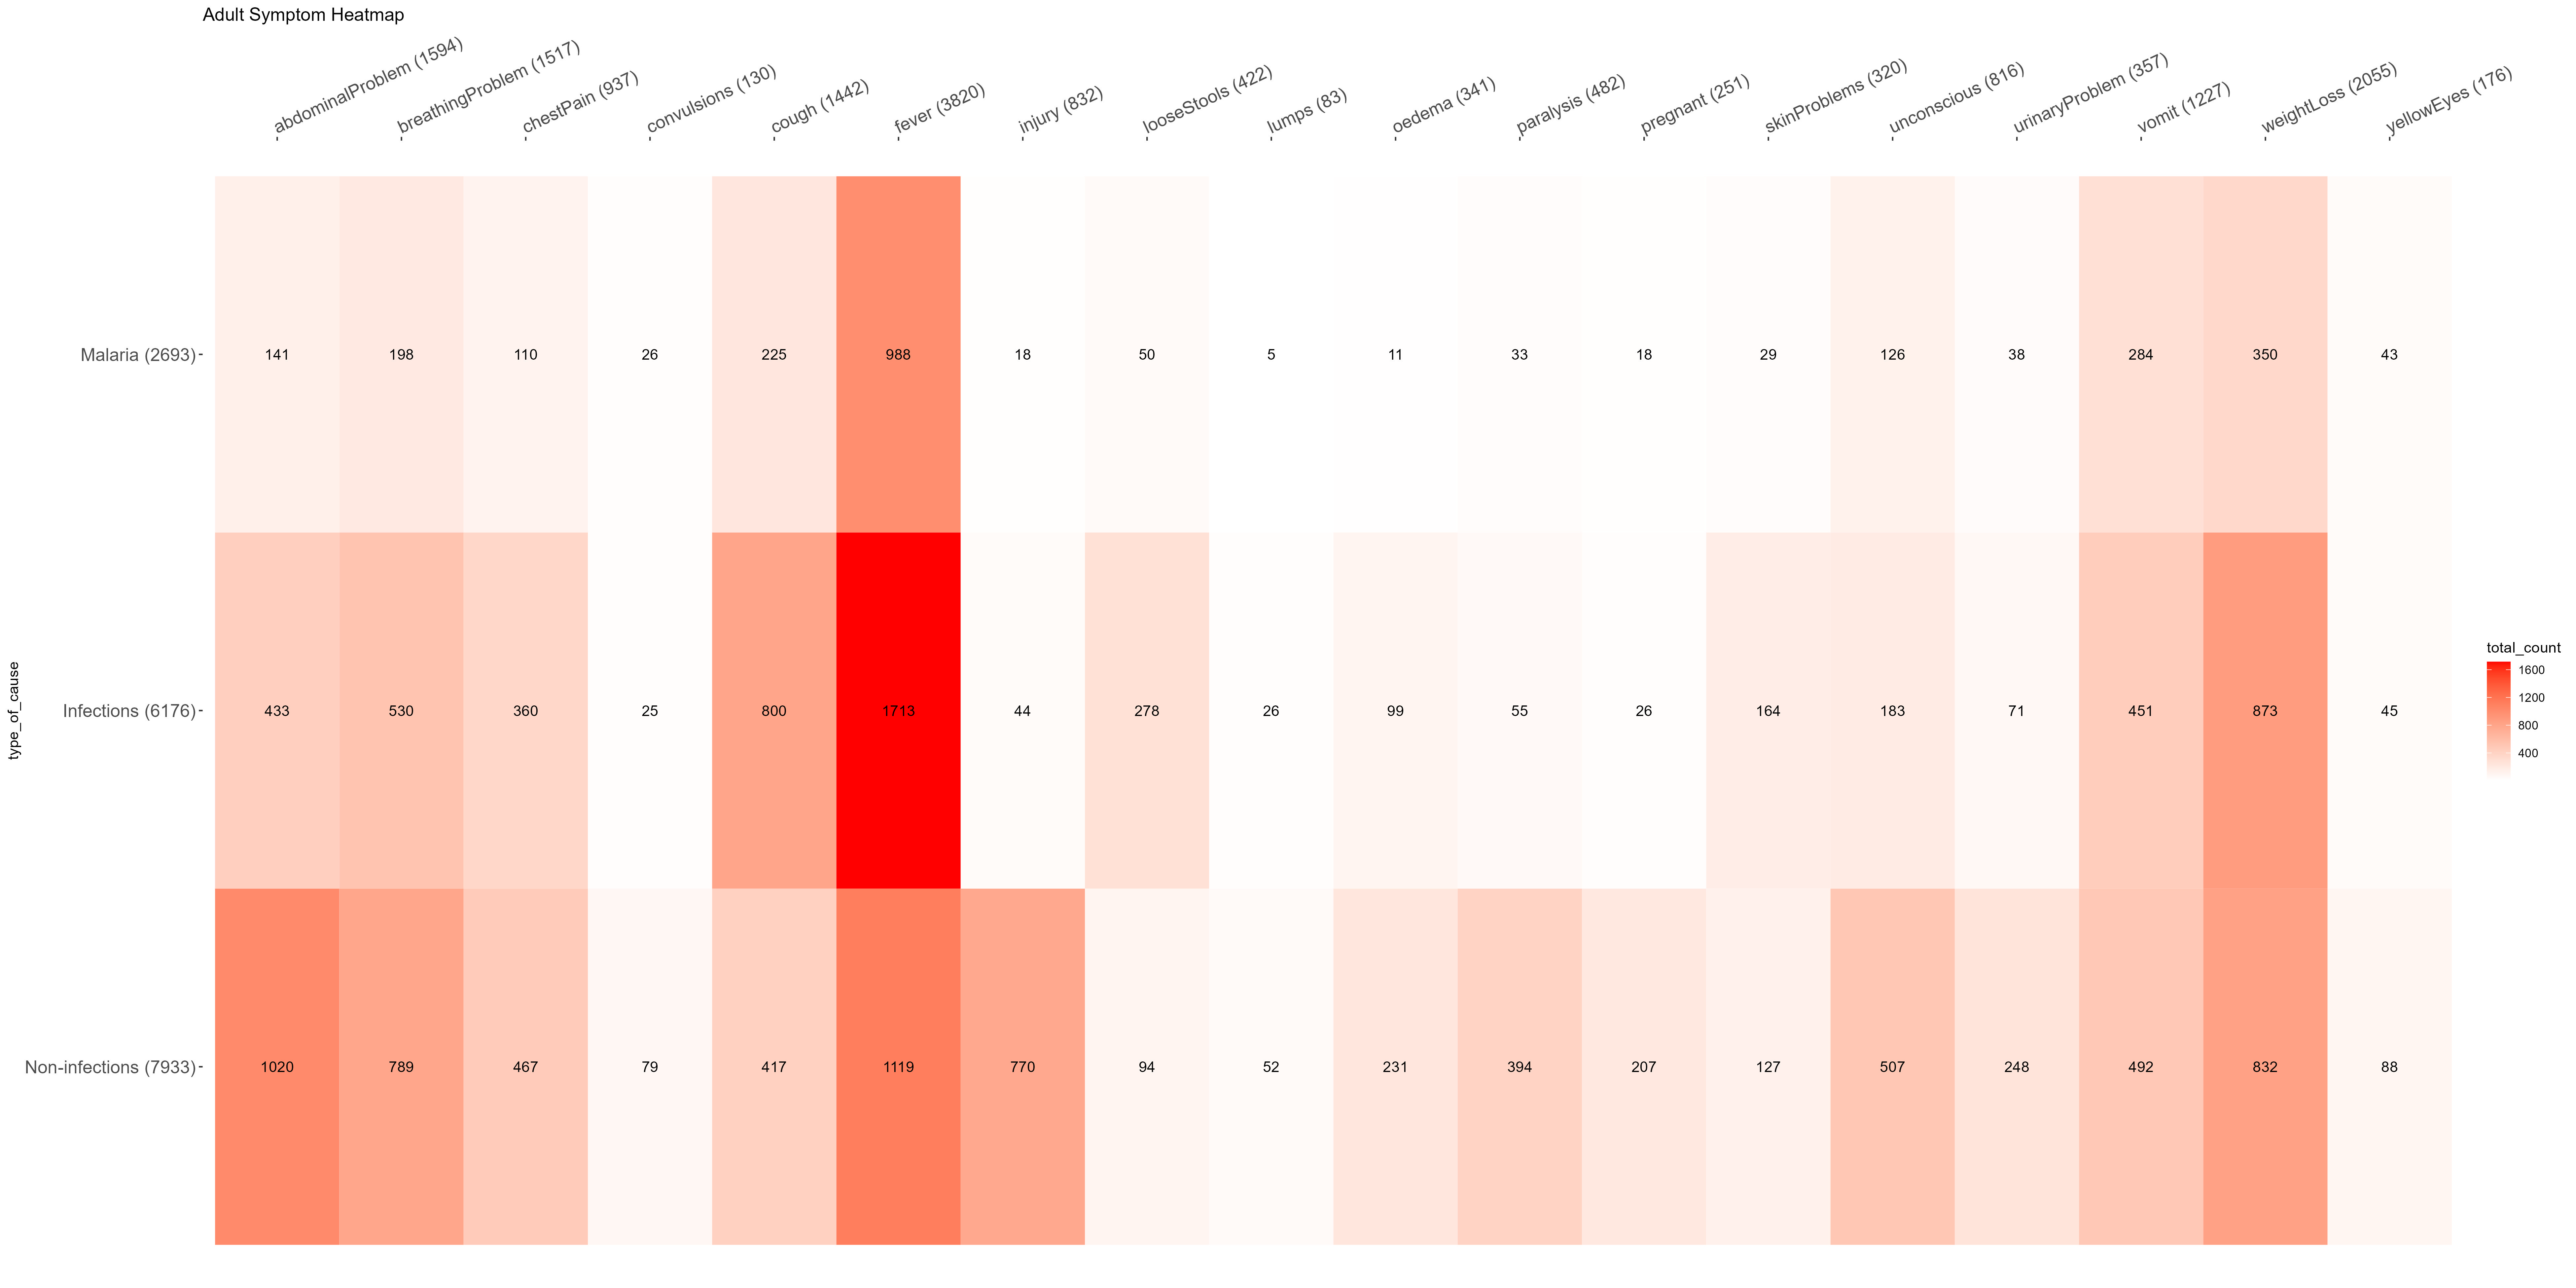 Adult Symptom Heatmap
abdominalProblem (1594)
breathingProblem (1517)
chestPain (937)
convulsions (130)
cough (1442)
fever (3820)
injury (832)
looseStools (422)
lumps (83)
oedema (341)
paralysis (482)
pregnant (251)
skinProblems (320)
unconscious (816)
urinaryProblem (357)
vomit (1227)
weightLoss (2055)
yellowEyes (176)
type_of_cause
Malaria (2693) 141 198 110 26 225 988 18 50 5 11 33 18 29 126 38 284 350 43
Infections (6176) 433 530 360 25 800 1713 44 278 26 99 55 26 164 183 71 451 873 45
Non-infections (7933) 1020 789 467 79 417 1119 770 94 52 231 394 207 127 507 248 492 832 88
total_count
1600
1200
800
400